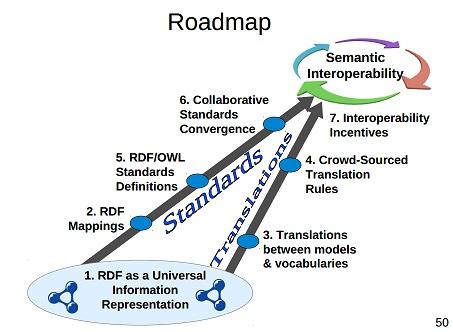 Roadmap
Semantic
Interoperability
6. Collaborative
Standards
Convergence
7. Interoperability
Incentives
5. RDF/OWL
Standards
Definitions
4. Crowd-Sourced
Translation
Rules
Standards
Translations
2. RDF
Mappings
3. Translations
between models
& vocabularies
1. RDF as a Universal
Information
Representation
50